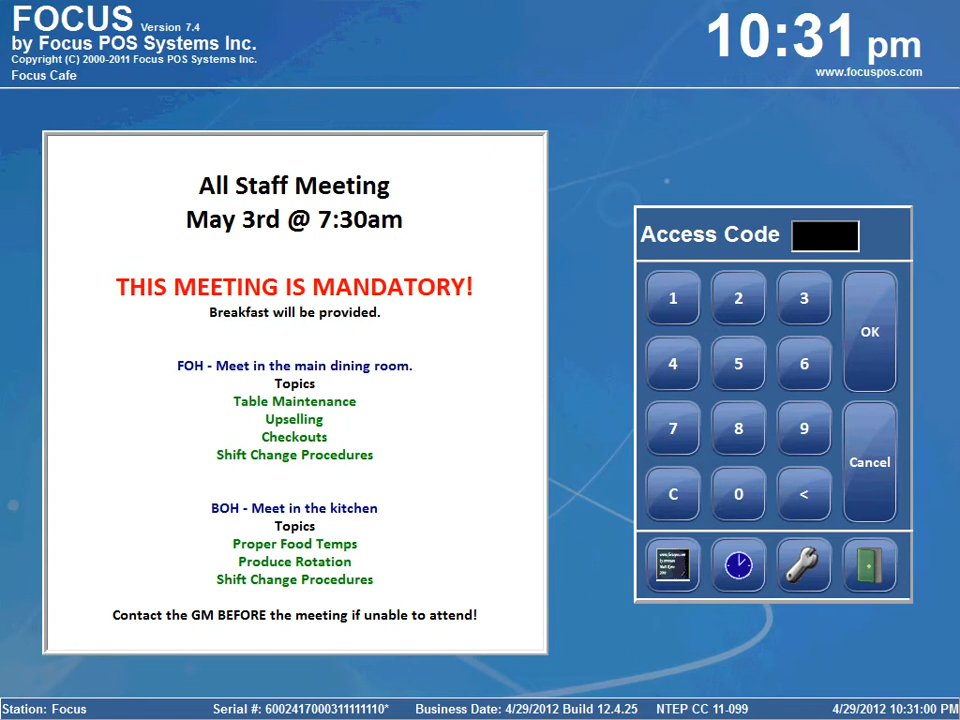 FOCUS Version 7.4
by Focus POS Systems Inc.
Copyright (C) 2000-2011 Focus POS Systems Inc.
Focus Cafe
10:31 pm
www.focuspos.com
All Staff Meeting
May 3rd @ 7:30am
THIS MEETING IS MANDATORY!
Breakfast will be provided.
FOH - Meet in the main dining room.
Topics
Table Maintenance
Upselling
Checkouts
Shift Change Procedures
BOH - Meet in the kitchen
Topics
Proper Food Temps
Produce Rotation
Shift Change Procedures
Contact the GM BEFORE the meeting if unable to attend!
Access Code
1 2 3
OK
4 5 6
7 8 9
Cancel
C 0 <
Station: Focus Serial #: 6002417000311111110* Business Date: 4/29/2012 Build 12.4.25 NTEP CC 11-099 4/29/2012 10:31:00 PM